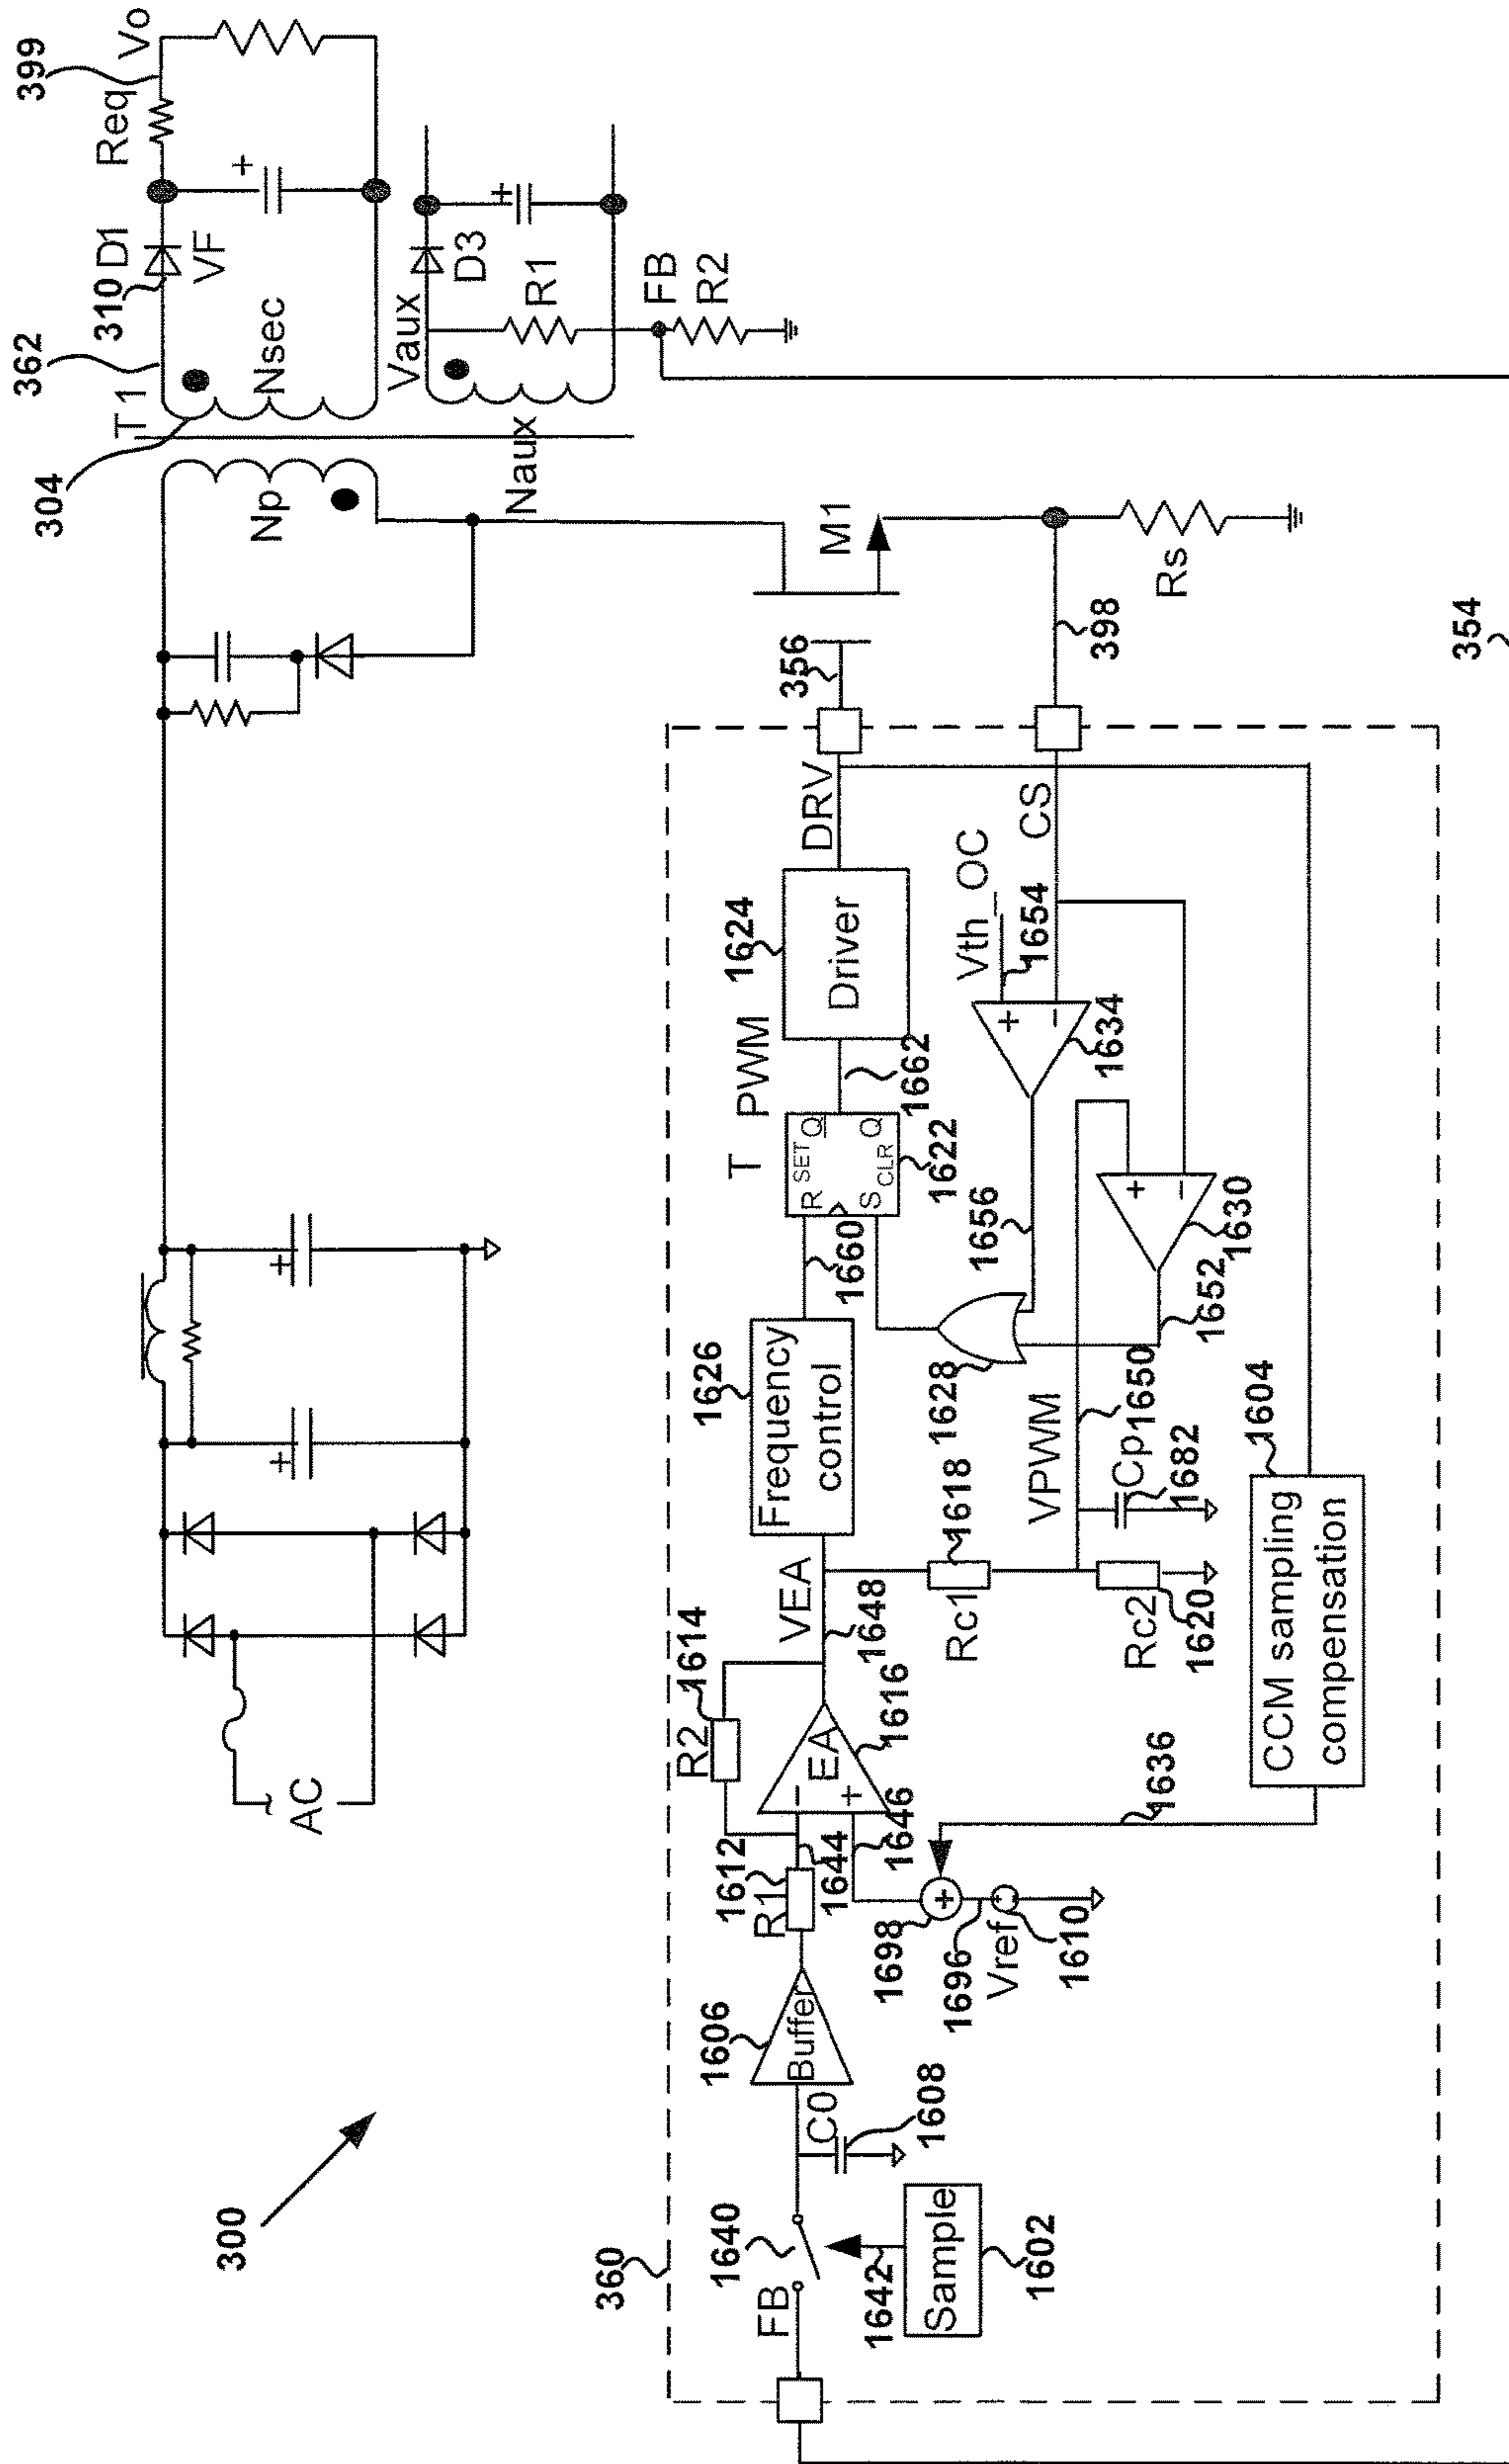 300
AC
T1
304
Np
Nsec
362
310
D1
VF
Req
399
Vo
Naux
Vaux
D3
R1
FB
R2
M1
356
398
Rs
354
360
FB
1640
1642
Sample
1602
C0
1608
1606
Buffer
R1
1612
1644
R2
1614
EA
1616
1646
1698
1696
Vref
1610
1636
VEA
1648
Rc1
1618
Rc2
1620
1626
Frequency
control
1660
T
R
SET
Q
S
CLR
Q
1622
PWM
1662
1624
Driver
DRV
CS
Vth_OC
1654
+
−
1634
1656
1628
+
−
1630
1652
VPWM
1650
Cp
1682
1604
CCM sampling
compensation